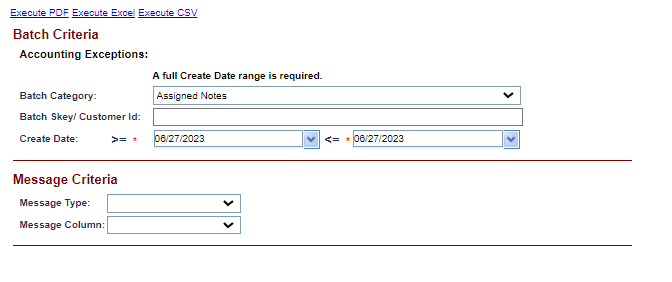 Execute PDF Execute Excel Execute CSV
Batch Criteria
Accounting Exceptions:
A full Create Date range is required.
Batch Category: Assigned Notes
Batch Skey/ Customer Id:
Create Date: >= * 06/27/2023 <= * 06/27/2023
Message Criteria
Message Type:
Message Column: